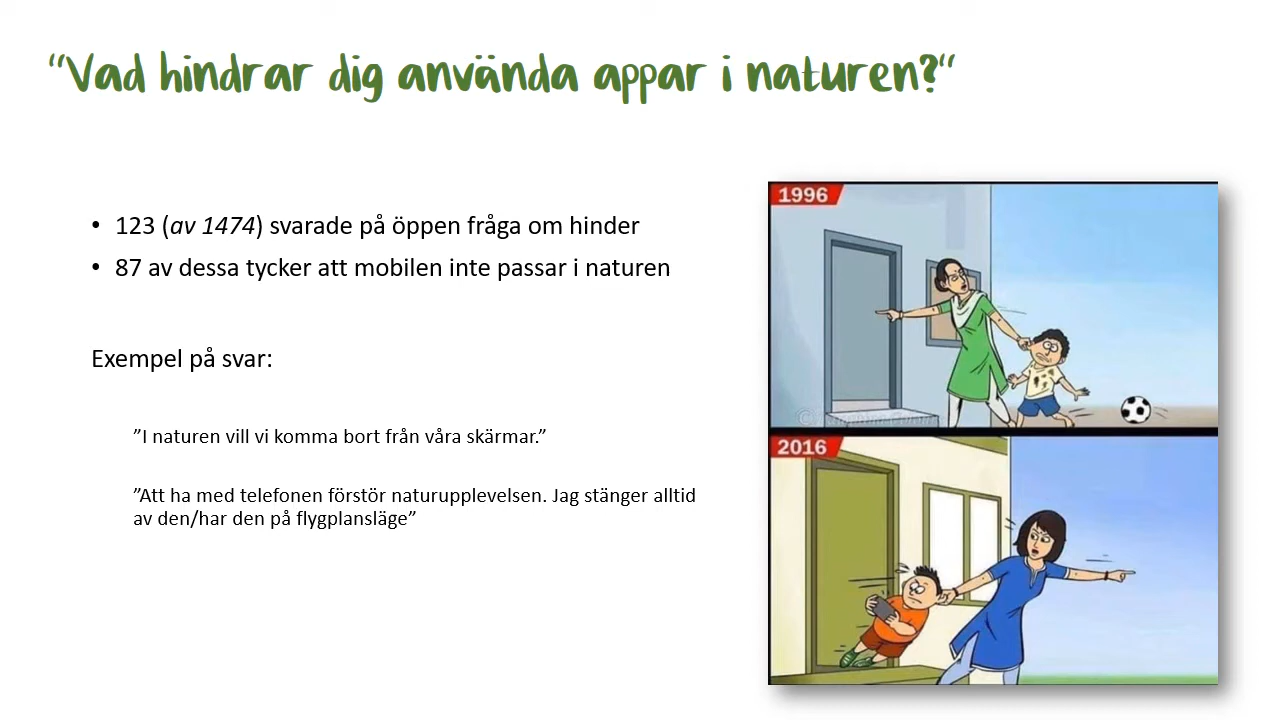 “Vad hindrar dig använda appar i naturen?“
• 123 (av 1474) svarade på öppen fråga om hinder
• 87 av dessa tycker att mobilen inte passar i naturen
Exempel på svar:
”I naturen vill vi komma bort från våra skärmar.”
”Att ha med telefonen förstör naturupplevelsen. Jag stänger alltid
av den/har den på flygplansläge”
1996
2016